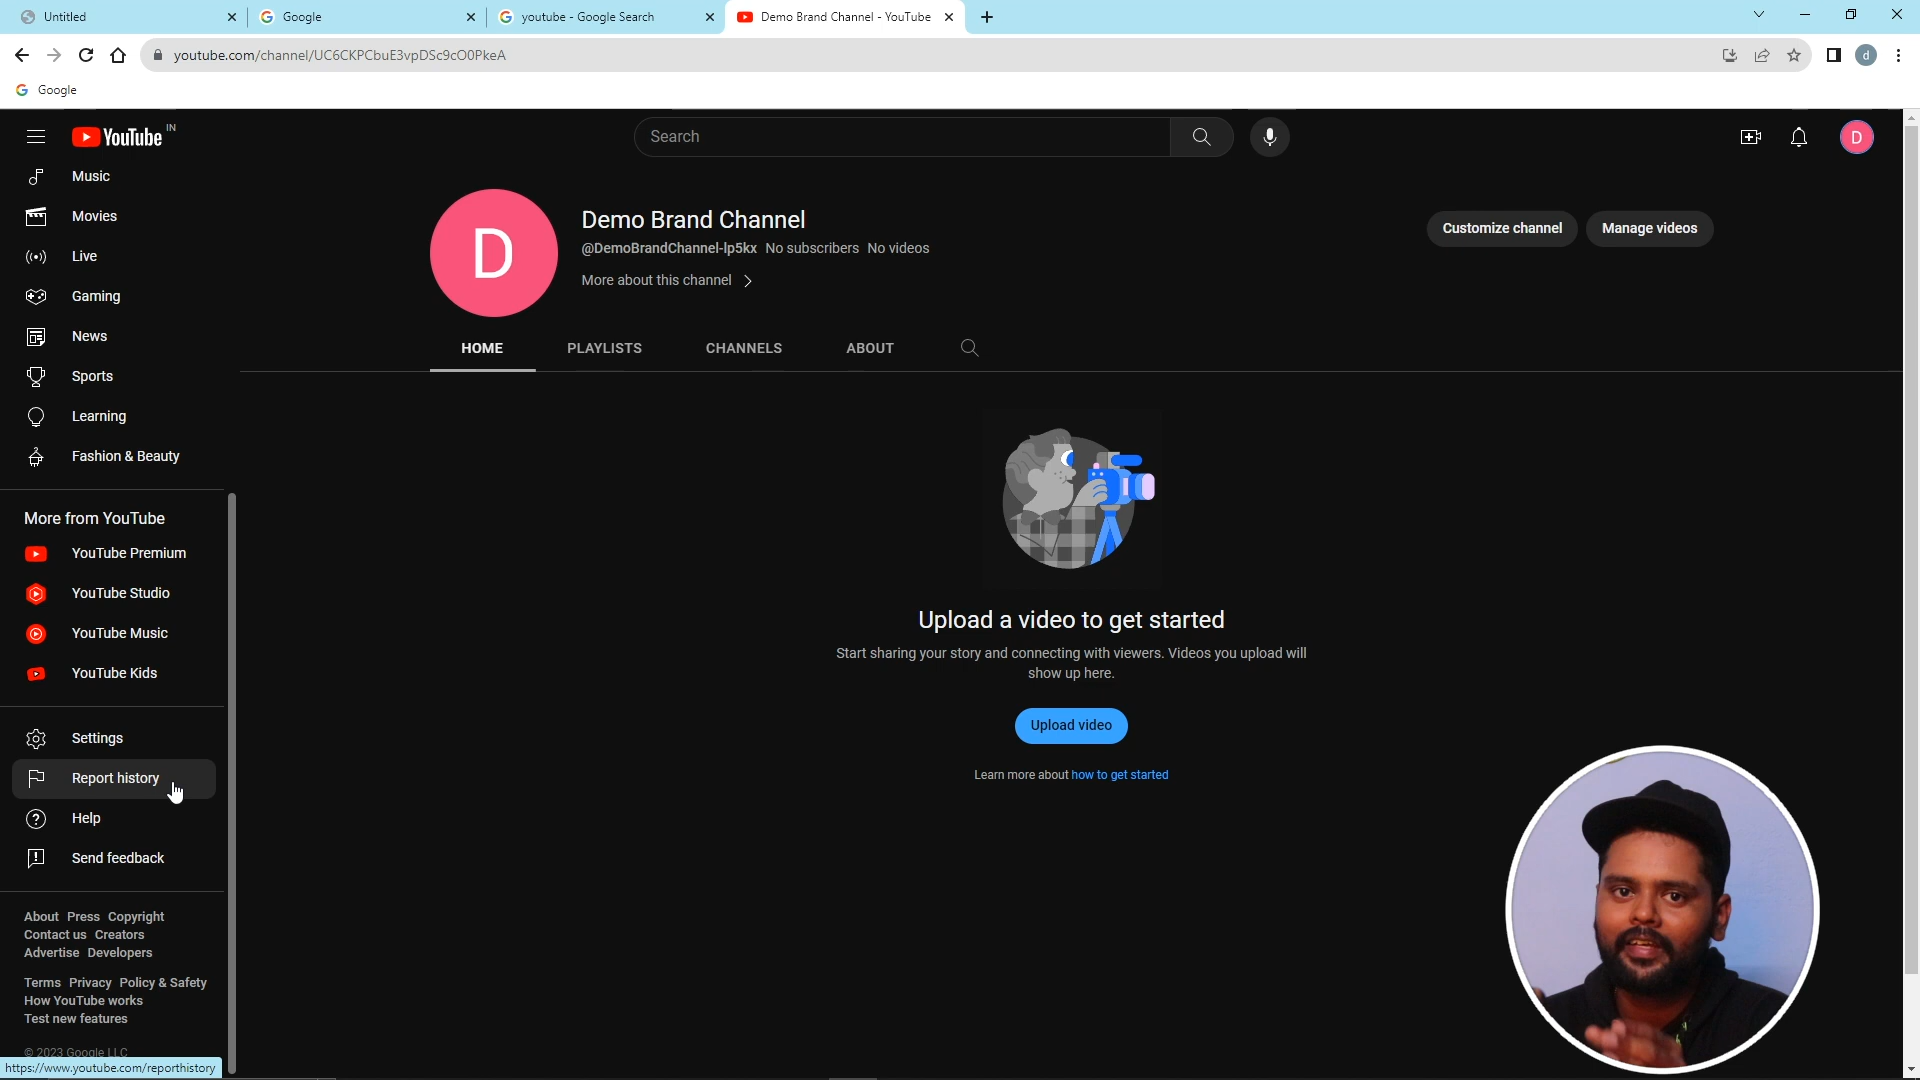 Untitled
Google
youtube - Google Search
Demo Brand Channel - YouTube
youtube.com/channel/UC6CKPCbuE3vpDSc9cO0PkeA
d
Google
YouTube IN
Search
D
Music
Movies
Live
Gaming
News
Sports
Learning
Fashion & Beauty
More from YouTube
YouTube Premium
YouTube Studio
YouTube Music
YouTube Kids
Settings
Report history
Help
Send feedback
About Press Copyright
Contact us Creators
Advertise Developers
Terms Privacy Policy & Safety
How YouTube works
Test new features
© 2023 Google LLC
https://www.youtube.com/reporthistory
D
Demo Brand Channel
@DemoBrandChannel-lp5kx No subscribers No videos
More about this channel
Customize channel
Manage videos
HOME
PLAYLISTS
CHANNELS
ABOUT
Upload a video to get started
Start sharing your story and connecting with viewers. Videos you upload will
show up here.
Upload video
Learn more about how to get started